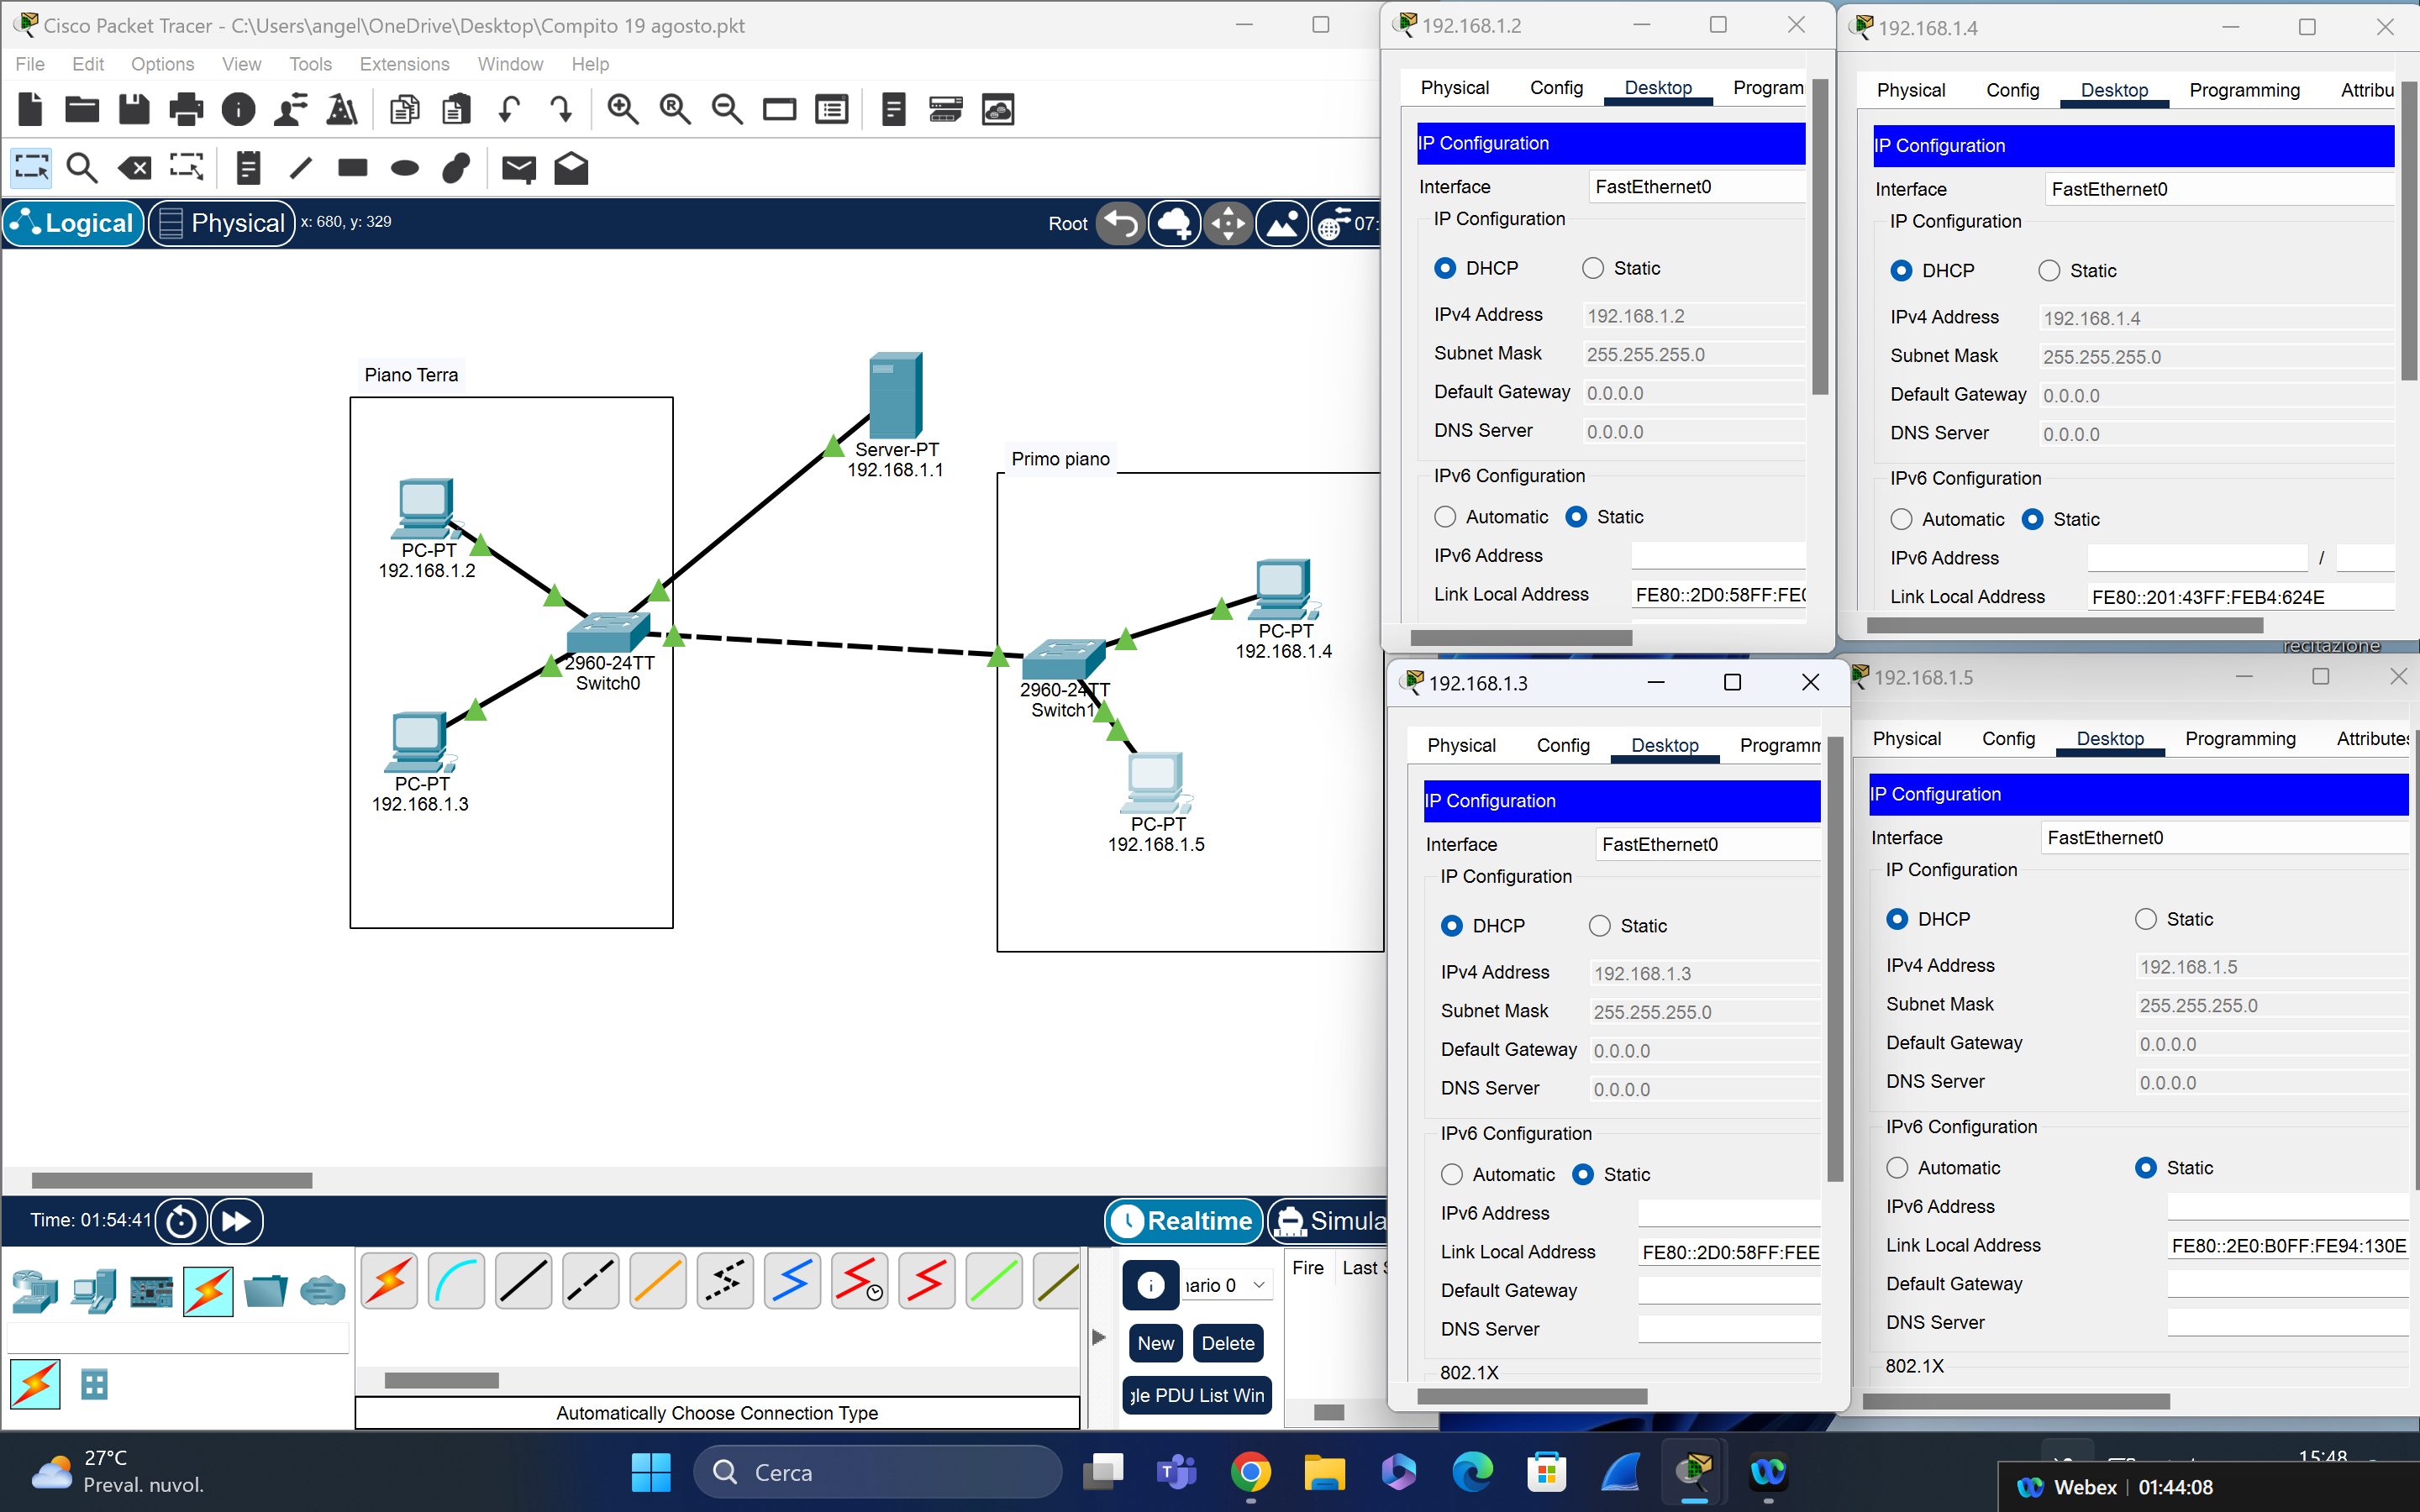 Cisco Packet Tracer - C:\Users\angel\OneDrive\Desktop\Compito 19 agosto.pkt
File Edit Options View Tools Extensions Window Help
Logical Physical x: 680, y: 329 Root 07:
Piano Terra
Server-PT
192.168.1.1
Primo piano
PC-PT
192.168.1.2
2960-24TT
Switch0
PC-PT
192.168.1.3
PC-PT
192.168.1.4
2960-24TT
Switch1
PC-PT
192.168.1.5
Time: 01:54:41 Realtime Simula
nario 0
Fire Last S
New Delete
gle PDU List Win
Automatically Choose Connection Type
192.168.1.2
Physical Config Desktop Program
IP Configuration
Interface FastEthernet0
IP Configuration
DHCP Static
IPv4 Address 192.168.1.2
Subnet Mask 255.255.255.0
Default Gateway 0.0.0.0
DNS Server 0.0.0.0
IPv6 Configuration
Automatic Static
IPv6 Address
Link Local Address FE80::2D0:58FF:FE0
192.168.1.4
Physical Config Desktop Programming Attribu
IP Configuration
Interface FastEthernet0
IP Configuration
DHCP Static
IPv4 Address 192.168.1.4
Subnet Mask 255.255.255.0
Default Gateway 0.0.0.0
DNS Server 0.0.0.0
IPv6 Configuration
Automatic Static
IPv6 Address /
Link Local Address FE80::201:43FF:FEB4:624E
recitazione
192.168.1.3
Physical Config Desktop Programm
IP Configuration
Interface FastEthernet0
IP Configuration
DHCP Static
IPv4 Address 192.168.1.3
Subnet Mask 255.255.255.0
Default Gateway 0.0.0.0
DNS Server 0.0.0.0
IPv6 Configuration
Automatic Static
IPv6 Address
Link Local Address FE80::2D0:58FF:FEE
Default Gateway
DNS Server
802.1X
192.168.1.5
Physical Config Desktop Programming Attributes
IP Configuration
Interface FastEthernet0
IP Configuration
DHCP Static
IPv4 Address 192.168.1.5
Subnet Mask 255.255.255.0
Default Gateway 0.0.0.0
DNS Server 0.0.0.0
IPv6 Configuration
Automatic Static
IPv6 Address
Link Local Address FE80::2E0:B0FF:FE94:130E
Default Gateway
DNS Server
802.1X
27°C
Preval. nuvol.
Cerca
15:48
Webex | 01:44:08